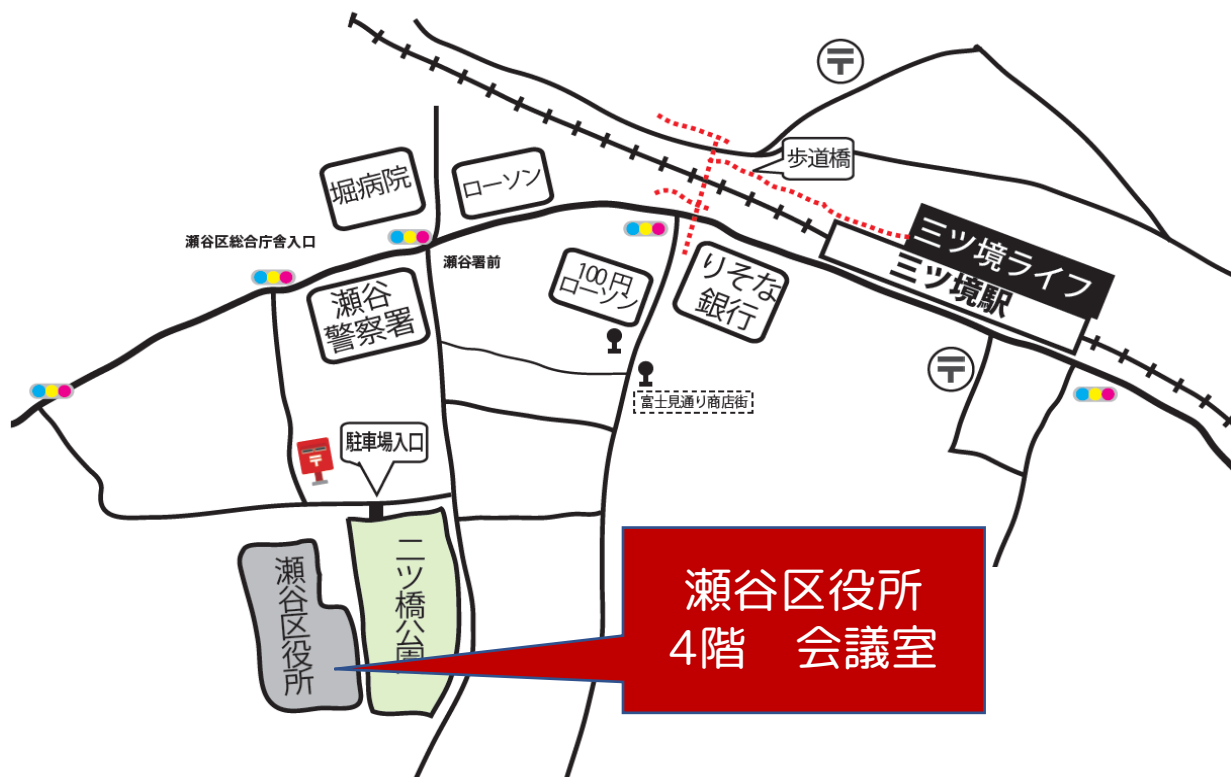 〒
歩道橋
堀病院
ローソン
瀬谷区総合庁舎入口
瀬谷署前
三ツ境ライフ
三ツ境駅
100円
ローソン
りそな
銀行
瀬谷
警察署
〒
富士見通り商店街
駐車場入口
〒
瀬谷区役所
二ツ橋公園
瀬谷区役所
4階　会議室